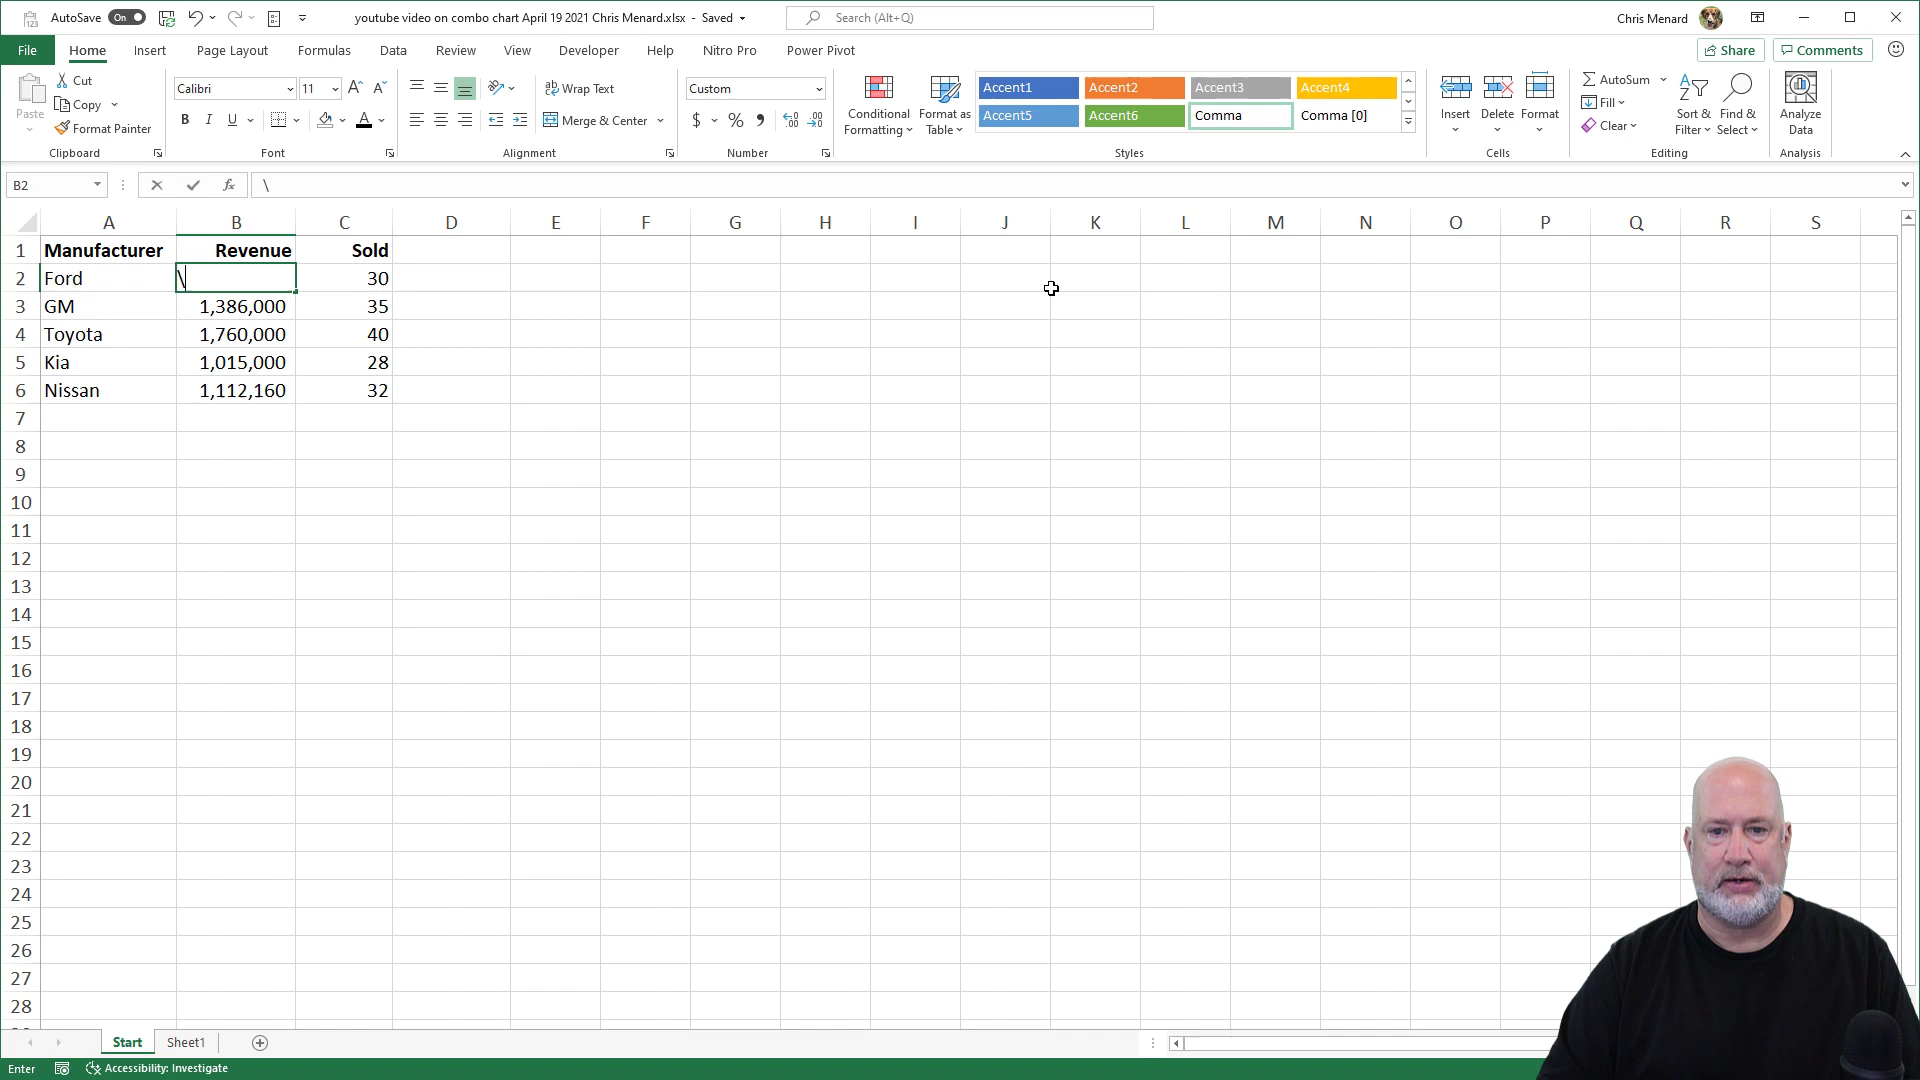 AutoSave On youtube video on combo chart April 19 2021 Chris Menard.xlsx - Saved Search (Alt+Q) Chris Menard
File Home Insert Page Layout Formulas Data Review View Developer Help Nitro Pro Power Pivot Share Comments
Paste
Cut
Copy
Format Painter
Clipboard
Calibri 11
B I U
Font
Wrap Text
Merge & Center
Alignment
Custom
$ % ,
Number
Conditional Formatting
Format as Table
Accent1 Accent2 Accent3 Accent4
Accent5 Accent6 Comma Comma [0]
Styles
Insert Delete Format
Cells
AutoSum
Fill
Clear
Sort & Filter
Find & Select
Editing
Analyze Data
Analysis
B2 fx \
A B C D E F G H I J K L M N O P Q R S
1 Manufacturer Revenue Sold
2 Ford \ 30
3 GM 1,386,000 35
4 Toyota 1,760,000 40
5 Kia 1,015,000 28
6 Nissan 1,112,160 32
7
8
9
10
11
12
13
14
15
16
17
18
19
20
21
22
23
24
25
26
27
28
Start Sheet1
Enter Accessibility: Investigate